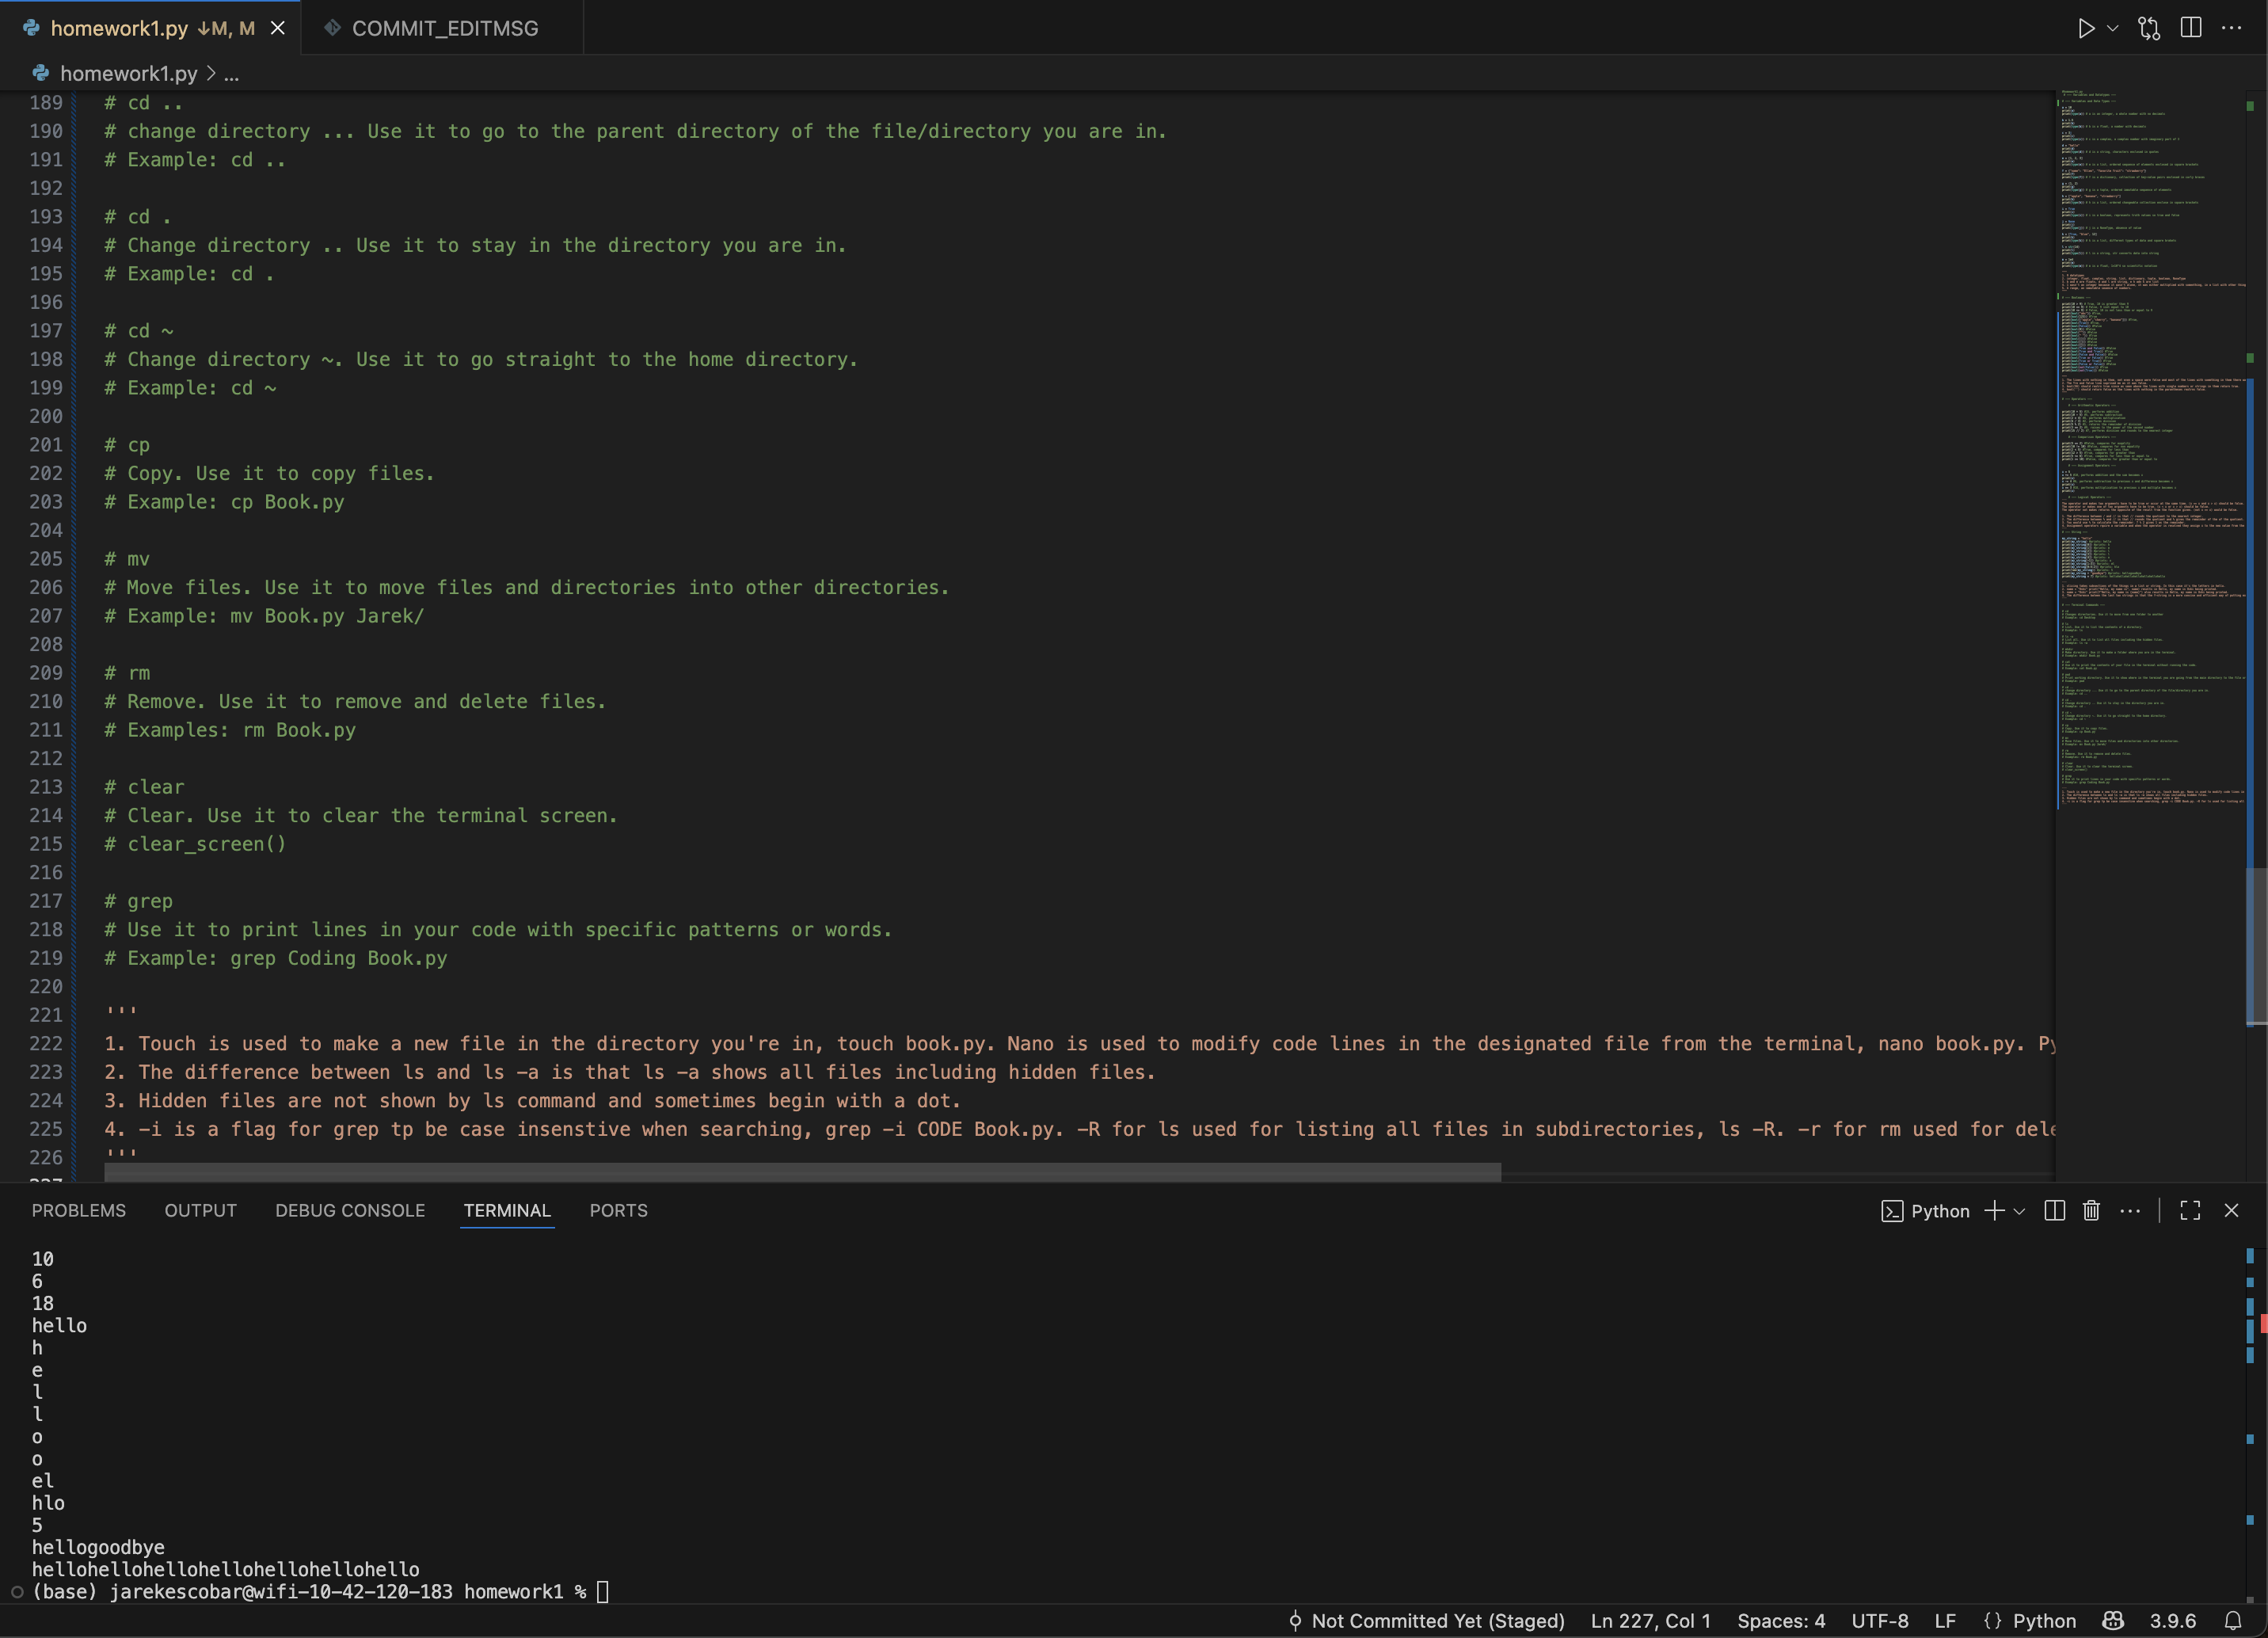 homework1.py ↓M, M
COMMIT_EDITMSG
homework1.py > ...
189 # cd ..
190 # change directory ... Use it to go to the parent directory of the file/directory you are in.
191 # Example: cd ..
192
193 # cd .
194 # Change directory .. Use it to stay in the directory you are in.
195 # Example: cd .
196
197 # cd ~
198 # Change directory ~. Use it to go straight to the home directory.
199 # Example: cd ~
200
201 # cp
202 # Copy. Use it to copy files.
203 # Example: cp Book.py
204
205 # mv
206 # Move files. Use it to move files and directories into other directories.
207 # Example: mv Book.py Jarek/
208
209 # rm
210 # Remove. Use it to remove and delete files.
211 # Examples: rm Book.py
212
213 # clear
214 # Clear. Use it to clear the terminal screen.
215 # clear_screen()
216
217 # grep
218 # Use it to print lines in your code with specific patterns or words.
219 # Example: grep Coding Book.py
220
221 '''
222 1. Touch is used to make a new file in the directory you're in, touch book.py. Nano is used to modify code lines in the designated file from the terminal, nano book.py. Py
223 2. The difference between ls and ls -a is that ls -a shows all files including hidden files.
224 3. Hidden files are not shown by ls command and sometimes begin with a dot.
225 4. -i is a flag for grep tp be case insenstive when searching, grep -i CODE Book.py. -R for ls used for listing all files in subdirectories, ls -R. -r for rm used for dele
226 '''
PROBLEMS OUTPUT DEBUG CONSOLE TERMINAL PORTS Python
10
6
18
hello
h
e
l
l
o
o
el
hlo
5
hellogoodbye
hellohellohellohellohellohellohello
(base) jarekescobar@wifi-10-42-120-183 homework1 %
Not Committed Yet (Staged) Ln 227, Col 1 Spaces: 4 UTF-8 LF {} Python 3.9.6